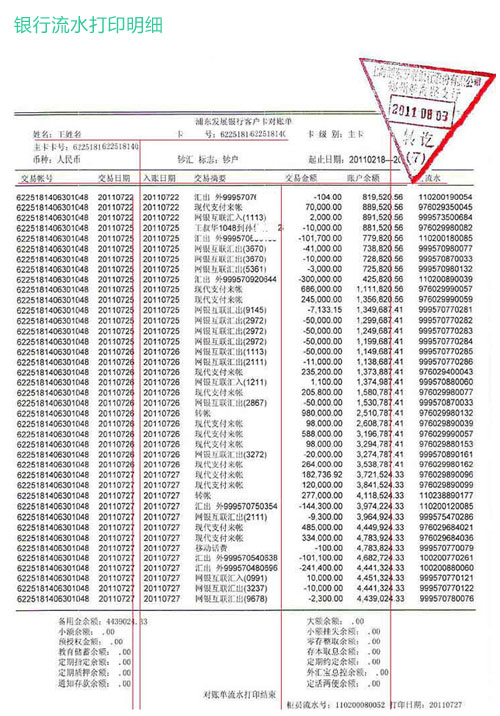 银行流水打印明细
2011 08 03
转讫
(7)
浦东发展银行客户卡对账单
姓名：王姓名 卡 号：6225181662251814( 卡 级 别：主卡
主卡卡号：6225181662251814Q
币种：人民币 钞汇 标志：钞户 起止日期：20110218—20
交易帐号 交易日期 入账日期 交易摘要 交易金额 账户金额 流水
6225181406301048 20110722 20110722 汇出 外9995707( -104.00 819,520.56 110200190054
6225181406301048 20110722 20110722 现代支付来帐 70,000.00 889,520.56 976029350045
6225181406301048 20110722 20110722 网银互联汇入(1113) 2,000.00 891,520.56 999573500684
6225181406301048 20110725 20110725 1048到孙 2 -10,000.00 881,520.56 976029980082
6225181406301048 20110725 20110725 汇出 外999570 -101,700.00 779,820.56 110200180085
6225181406301048 20110725 20110725 网银互联汇出(3670) -41,000.00 738,820.56 999570980077
6225181406301048 20110725 20110725 网银互联汇出(3670) -10,000.00 728,820.56 999570870033
6225181406301048 20110725 20110725 网银互联汇出(5361) -3,000.00 725,820.56 999570980132
6225181406301048 20110725 20110725 汇出 外999570920644 -300,000.00 425,820.56 110200890039
6225181406301048 20110725 20110725 现代支付来帐 686,000.00 1,111,820.56 976029990057
6225181406301048 20110725 20110725 现代支付来帐 245,000.00 1,356,820.56 976029990059
6225181406301048 20110725 20110725 网银互联汇出(9145) -7,133.15 1,349,687.41 999570770281
6225181406301048 20110725 20110725 网银互联汇出(2972) -50,000.00 1,299,687.41 999570770282
6225181406301048 20110725 20110725 网银互联汇出(2972) -50,000.00 1,249,687.41 999570770283
6225181406301048 20110725 20110725 网银互联汇出(2972) -50,000.00 1,199,687.41 999570770284
6225181406301048 20110726 20110726 网银互联汇出(1113) -50,000.00 1,149,687.41 999570770285
6225181406301048 20110726 20110726 网银互联汇出(2111) -11,000.00 1,138,687.41 999570770286
6225181406301048 20110726 20110726 现代支付来帐 235,200.00 1,373,887.41 976029400043
6225181406301048 20110726 20110726 网银互联汇入(1211) 1,100.00 1,374,987.41 999570880060
6225181406301048 20110726 20110726 现代支付来帐 205,800.00 1,580,787.41 976029980077
6225181406301048 20110726 20110726 网银互联汇出(2867) -50,000.00 1,530,787.41 999570870033
6225181406301048 20110726 20110726 转帐 980,000.00 2,510,787.41 976029980132
6225181406301048 20110726 20110726 现代支付来帐 98,000.00 2,608,787.41 976029890039
6225181406301048 20110726 20110726 现代支付来帐 588,000.00 3,196,787.41 976029990057
6225181406301048 20110726 20110726 现代支付来帐 98,000.00 3,294,787.41 976029880153
6225181406301048 20110726 20110726 网银互联汇出(3272) -20,000.00 3,274,787.41 999570890161
6225181406301048 20110726 20110726 现代支付来帐 264,000.00 3,538,787.41 976029980162
6225181406301048 20110727 20110727 现代支付来帐 182,736.92 3,721,524.33 976029890096
6225181406301048 20110727 20110727 现代支付来帐 120,000.00 3,841,524.33 976029890099
6225181406301048 20110727 20110727 转帐 277,000.00 4,118,524.33 110238890177
6225181406301048 20110727 20110727 汇出 外999570750354 -144,300.00 3,974,224.33 110200120085
6225181406301048 20110727 20110727 网银互联汇出(2111) -9,300.00 3,964,924.33 999575470286
6225181406301048 20110727 20110727 现代支付来帐 485,000.00 4,449,924.33 976029684021
6225181406301048 20110727 20110727 现代支付来帐 334,000.00 4,783,924.33 976029684036
6225181406301048 20110727 20110727 移动话费 -100.00 4,783,824.33 999570770079
6225181406301048 20110727 20110727 汇出 外999570540638 -101,100.00 4,682,724.33 100200770261
6225181406301048 20110727 20110727 汇出 外999570480696 -241,400.00 4,441,324.33 100200880060
6225181406301048 20110727 20110727 网银互联汇入(0991) 10,000.00 4,451,324.33 999570770121
6225181406301048 20110727 20110727 网银互联汇出(3237) -10,000.00 4,441,324.33 999570770122
6225181406301048 20110727 20110727 网银互联汇出(9678) -2,300.00 4,439,024.33 999570780076
备用金余额：4439024.33 大额余额： .00
小额余额： .00 小额挂失余额： .00
预授权金额： .00 零存整取余额： .00
教育储蓄余额： .00 存本取息余额： .00
定期指定余额： .00 定期约定余额： .00
定期质押余额： .00 外汇宝总控余额： .00
通知存款余额： .00 定活两便余额： .00
对账单流水打印结束
柜员流水号：110200080052 打印日期：20110727